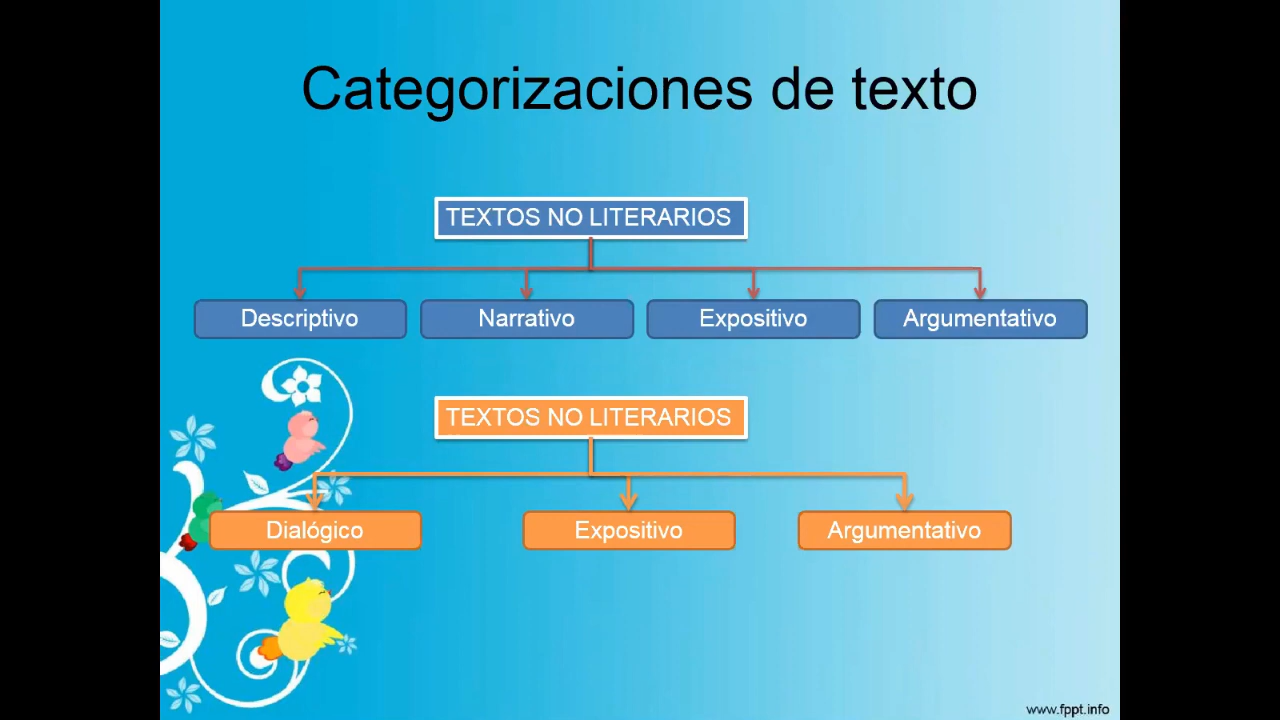 Categorizaciones de texto
TEXTOS NO LITERARIOS
Descriptivo
Narrativo
Expositivo
Argumentativo
TEXTOS NO LITERARIOS
Dialógico
Expositivo
Argumentativo
www.fppt.info